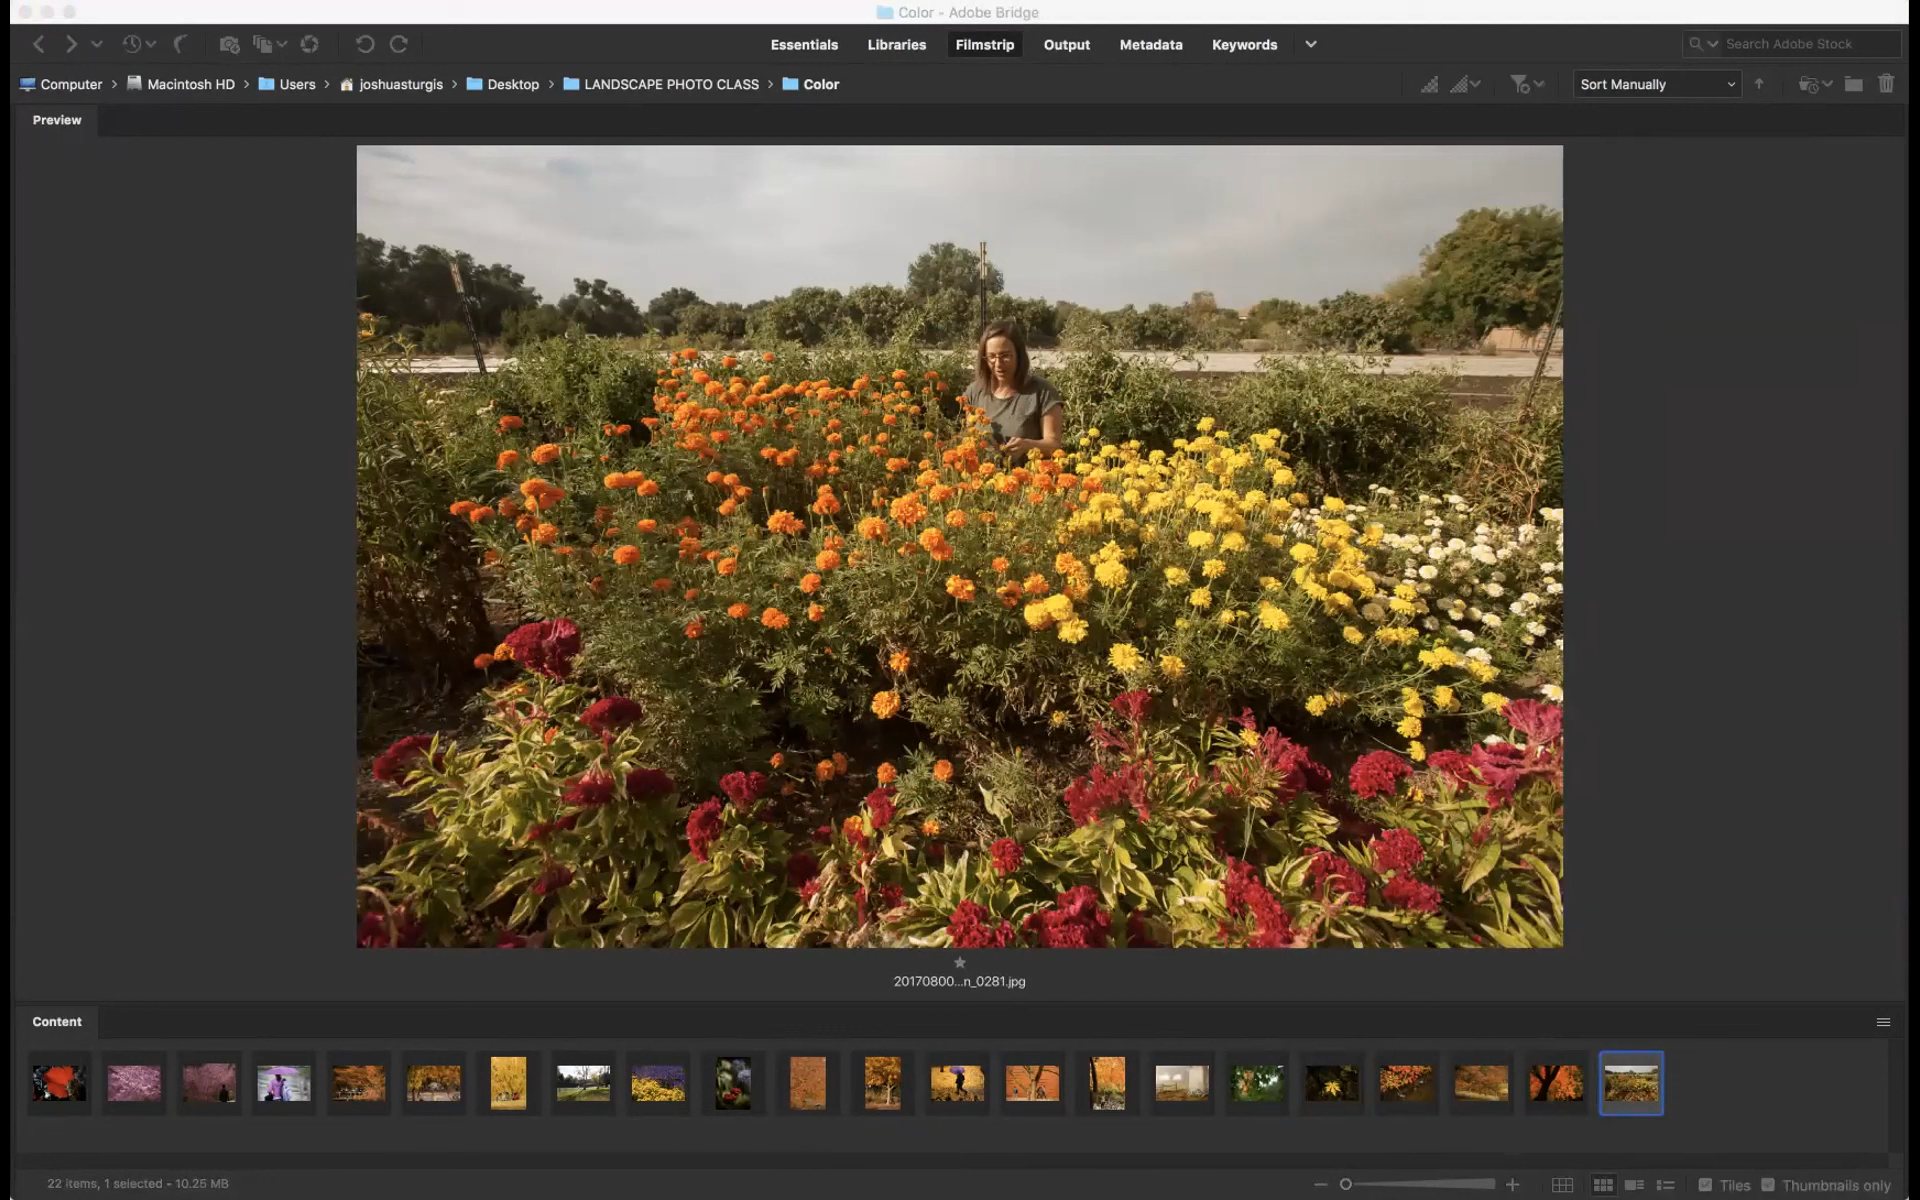 Color - Adobe Bridge
Essentials Libraries Filmstrip Output Metadata Keywords Search Adobe Stock
Computer Macintosh HD Users joshuasturgis Desktop LANDSCAPE PHOTO CLASS Color Sort Manually
Preview
20170800...n_0281.jpg
Content
22 items, 1 selected - 10.25 MB Tiles Thumbnails only